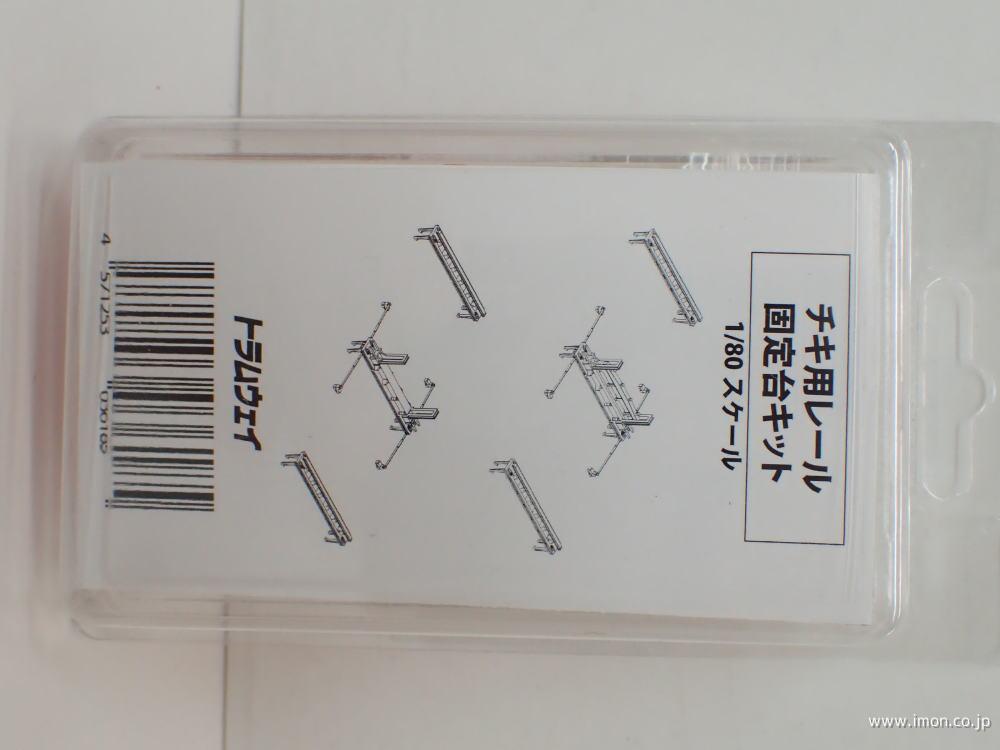 チキ用レール
固定台キット
1/80 スケール
トラムウェイ
4 571253
www.imon.co.jp